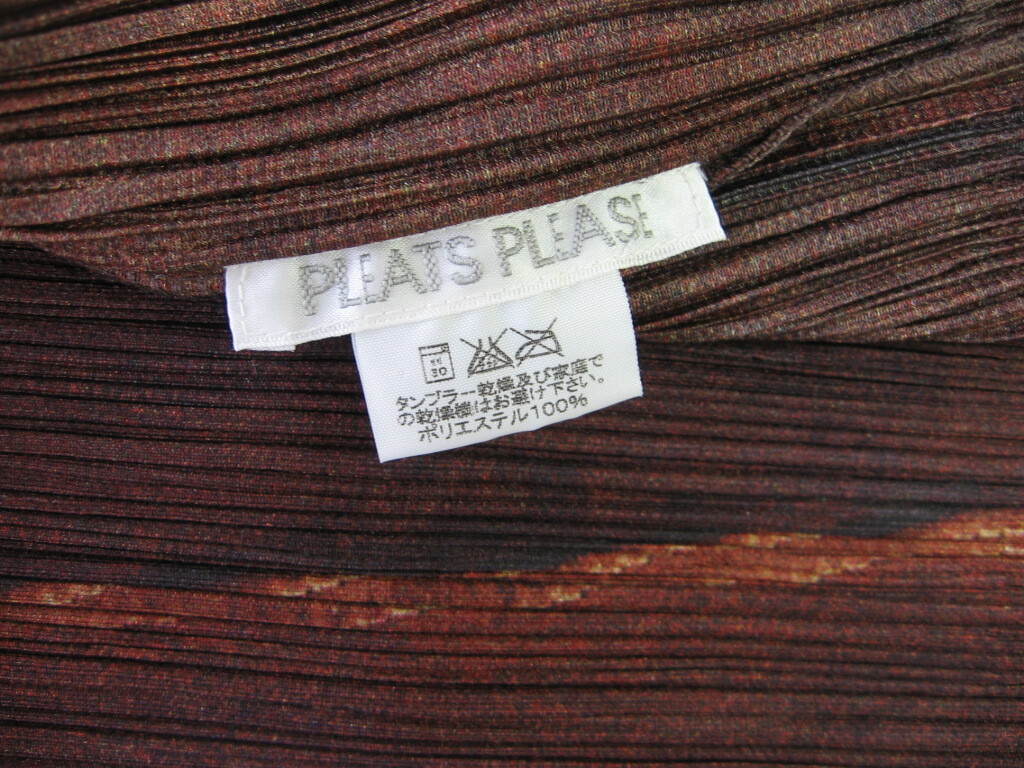 PLEATS PLEASE
30
タンブラー乾燥及び家庭で
の乾燥機はお避け下さい。
ポリエステル100%